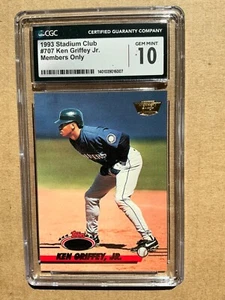 CGC
CERTIFIED GUARANTY COMPANY
1993 Stadium Club
#707 Ken Griffey Jr.
Members Only
GEM MINT
10
Topps
KEN GRIFFEY, JR.